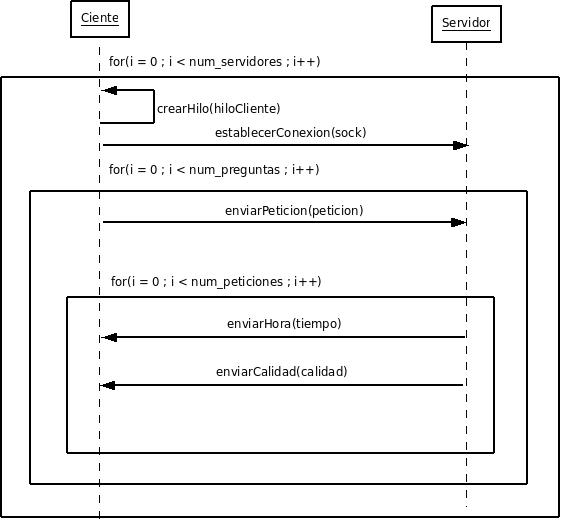 Ciente
Servidor
for(i = 0 ; i < num_servidores ; i++)
crearHilo(hiloCliente)
establecerConexion(sock)
for(i = 0 ; i < num_preguntas ; i++)
enviarPeticion(peticion)
for(i = 0 ; i < num_peticiones ; i++)
enviarHora(tiempo)
enviarCalidad(calidad)